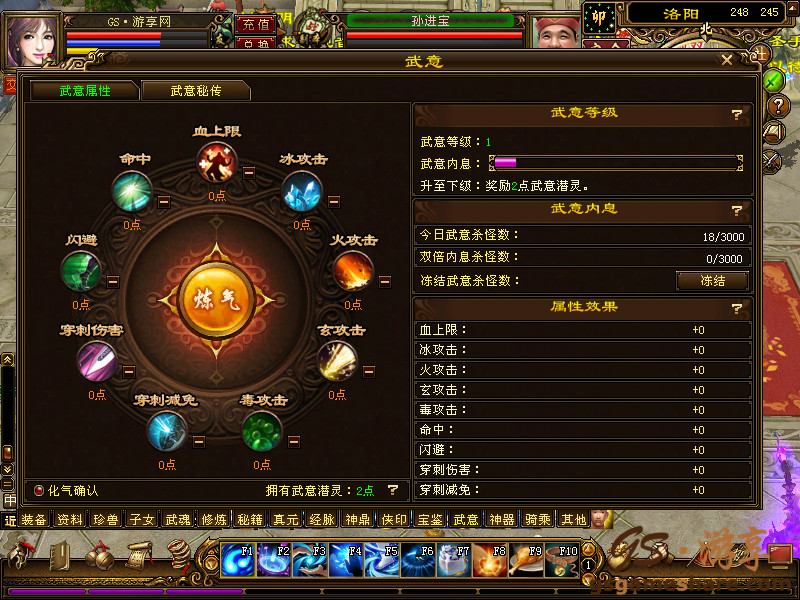 GS·游享网
充值
兑换
孙进宝
卯
洛阳 248 245
北
武意
武意属性 武意秘传
血上限
0点
命中
0点
冰攻击
0点
闪避
0点
火攻击
0点
炼气
穿刺伤害
0点
玄攻击
0点
穿刺减免
0点
毒攻击
0点
化气确认 拥有武意潜灵：2点 ?
武意等级 ?
武意等级：1
武意内息：
升至下级：奖励2点武意潜灵。
武意内息 ?
今日武意杀怪数： 18/3000
双倍内息杀怪数： 0/3000
冻结武意杀怪数： 冻结
属性效果 ?
血上限： +0
冰攻击： +0
火攻击： +0
玄攻击： +0
毒攻击： +0
命中： +0
闪避： +0
穿刺伤害： +0
穿刺减免： +0
中
近 装备 资料 珍兽 子女 武魂 修炼 秘籍 真元 经脉 神鼎 侠印 宝鉴 武意 神器 骑乘 其他
F1 F2 F3 F4 F5 F6 F7 F8 F9 F10 1
GS·游享